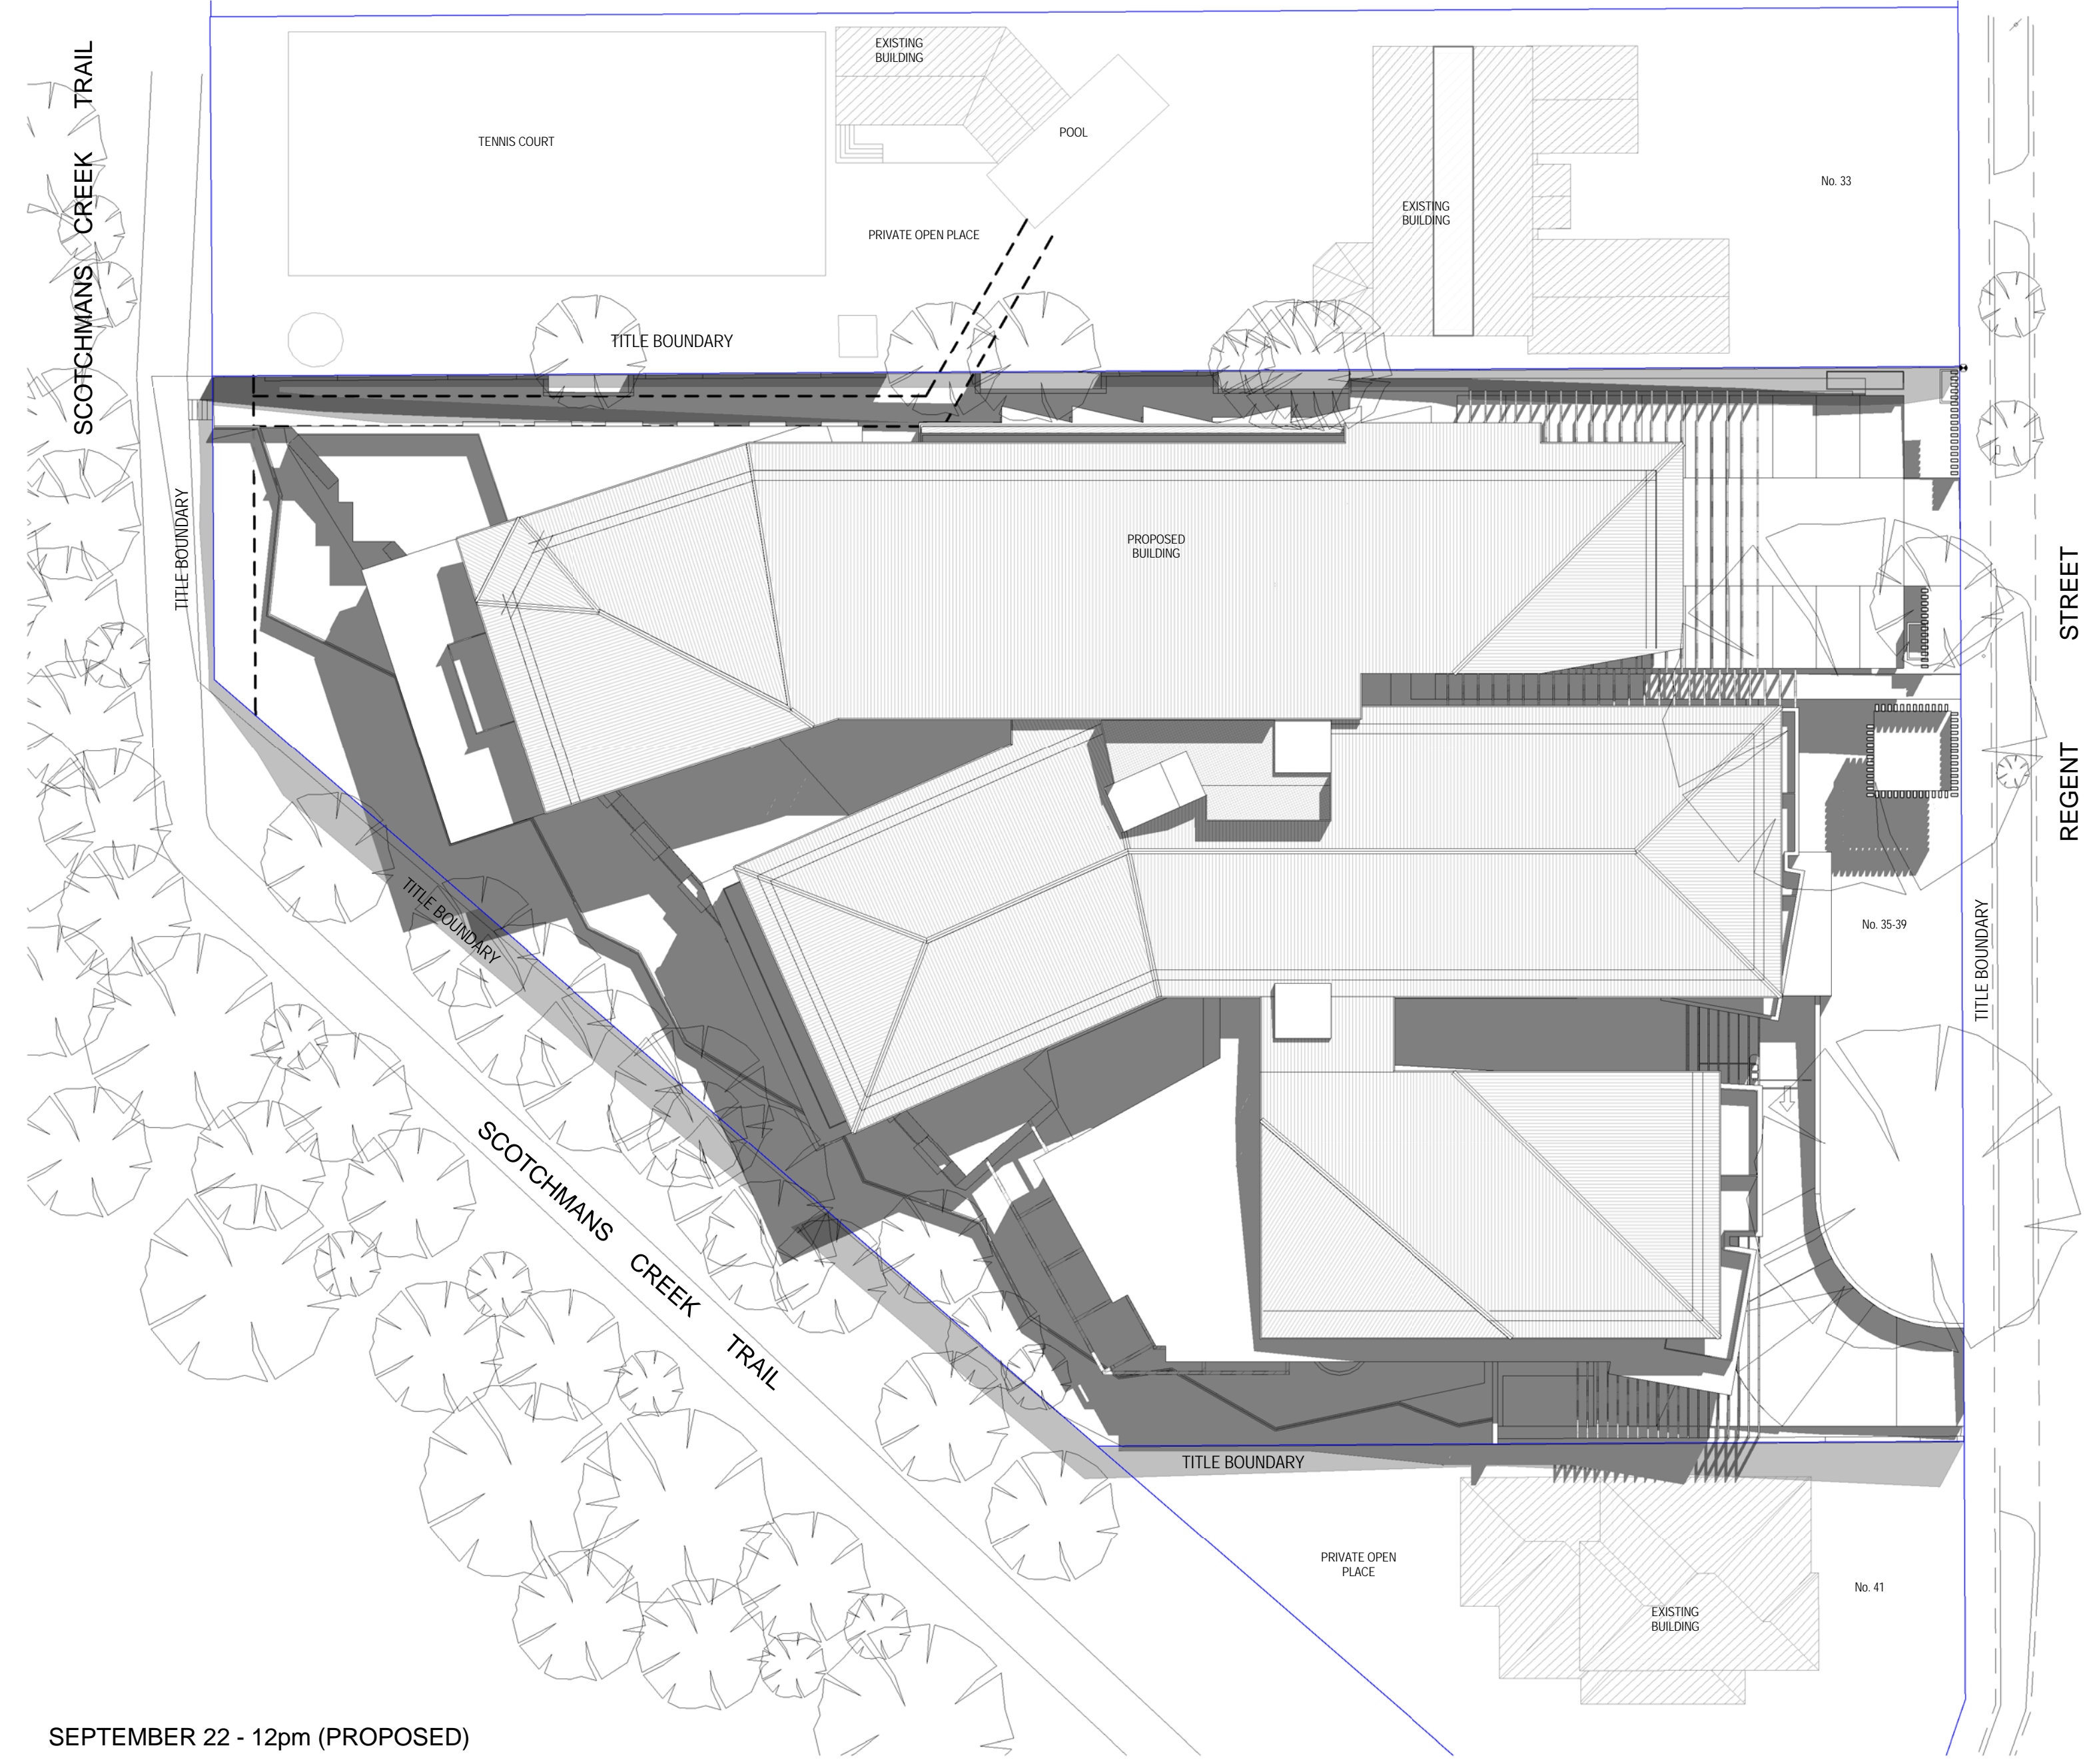 SCOTCHMANS CREEK TRAIL
EXISTING
BUILDING
TENNIS COURT
POOL
No. 33
EXISTING
BUILDING
PRIVATE OPEN PLACE
TITLE BOUNDARY
TITLE BOUNDARY
PROPOSED
BUILDING
REGENT STREET
TITLE BOUNDARY
No. 35-39
TITLE BOUNDARY
SCOTCHMANS CREEK TRAIL
TITLE BOUNDARY
PRIVATE OPEN
PLACE
No. 41
EXISTING
BUILDING
SEPTEMBER 22 - 12pm (PROPOSED)